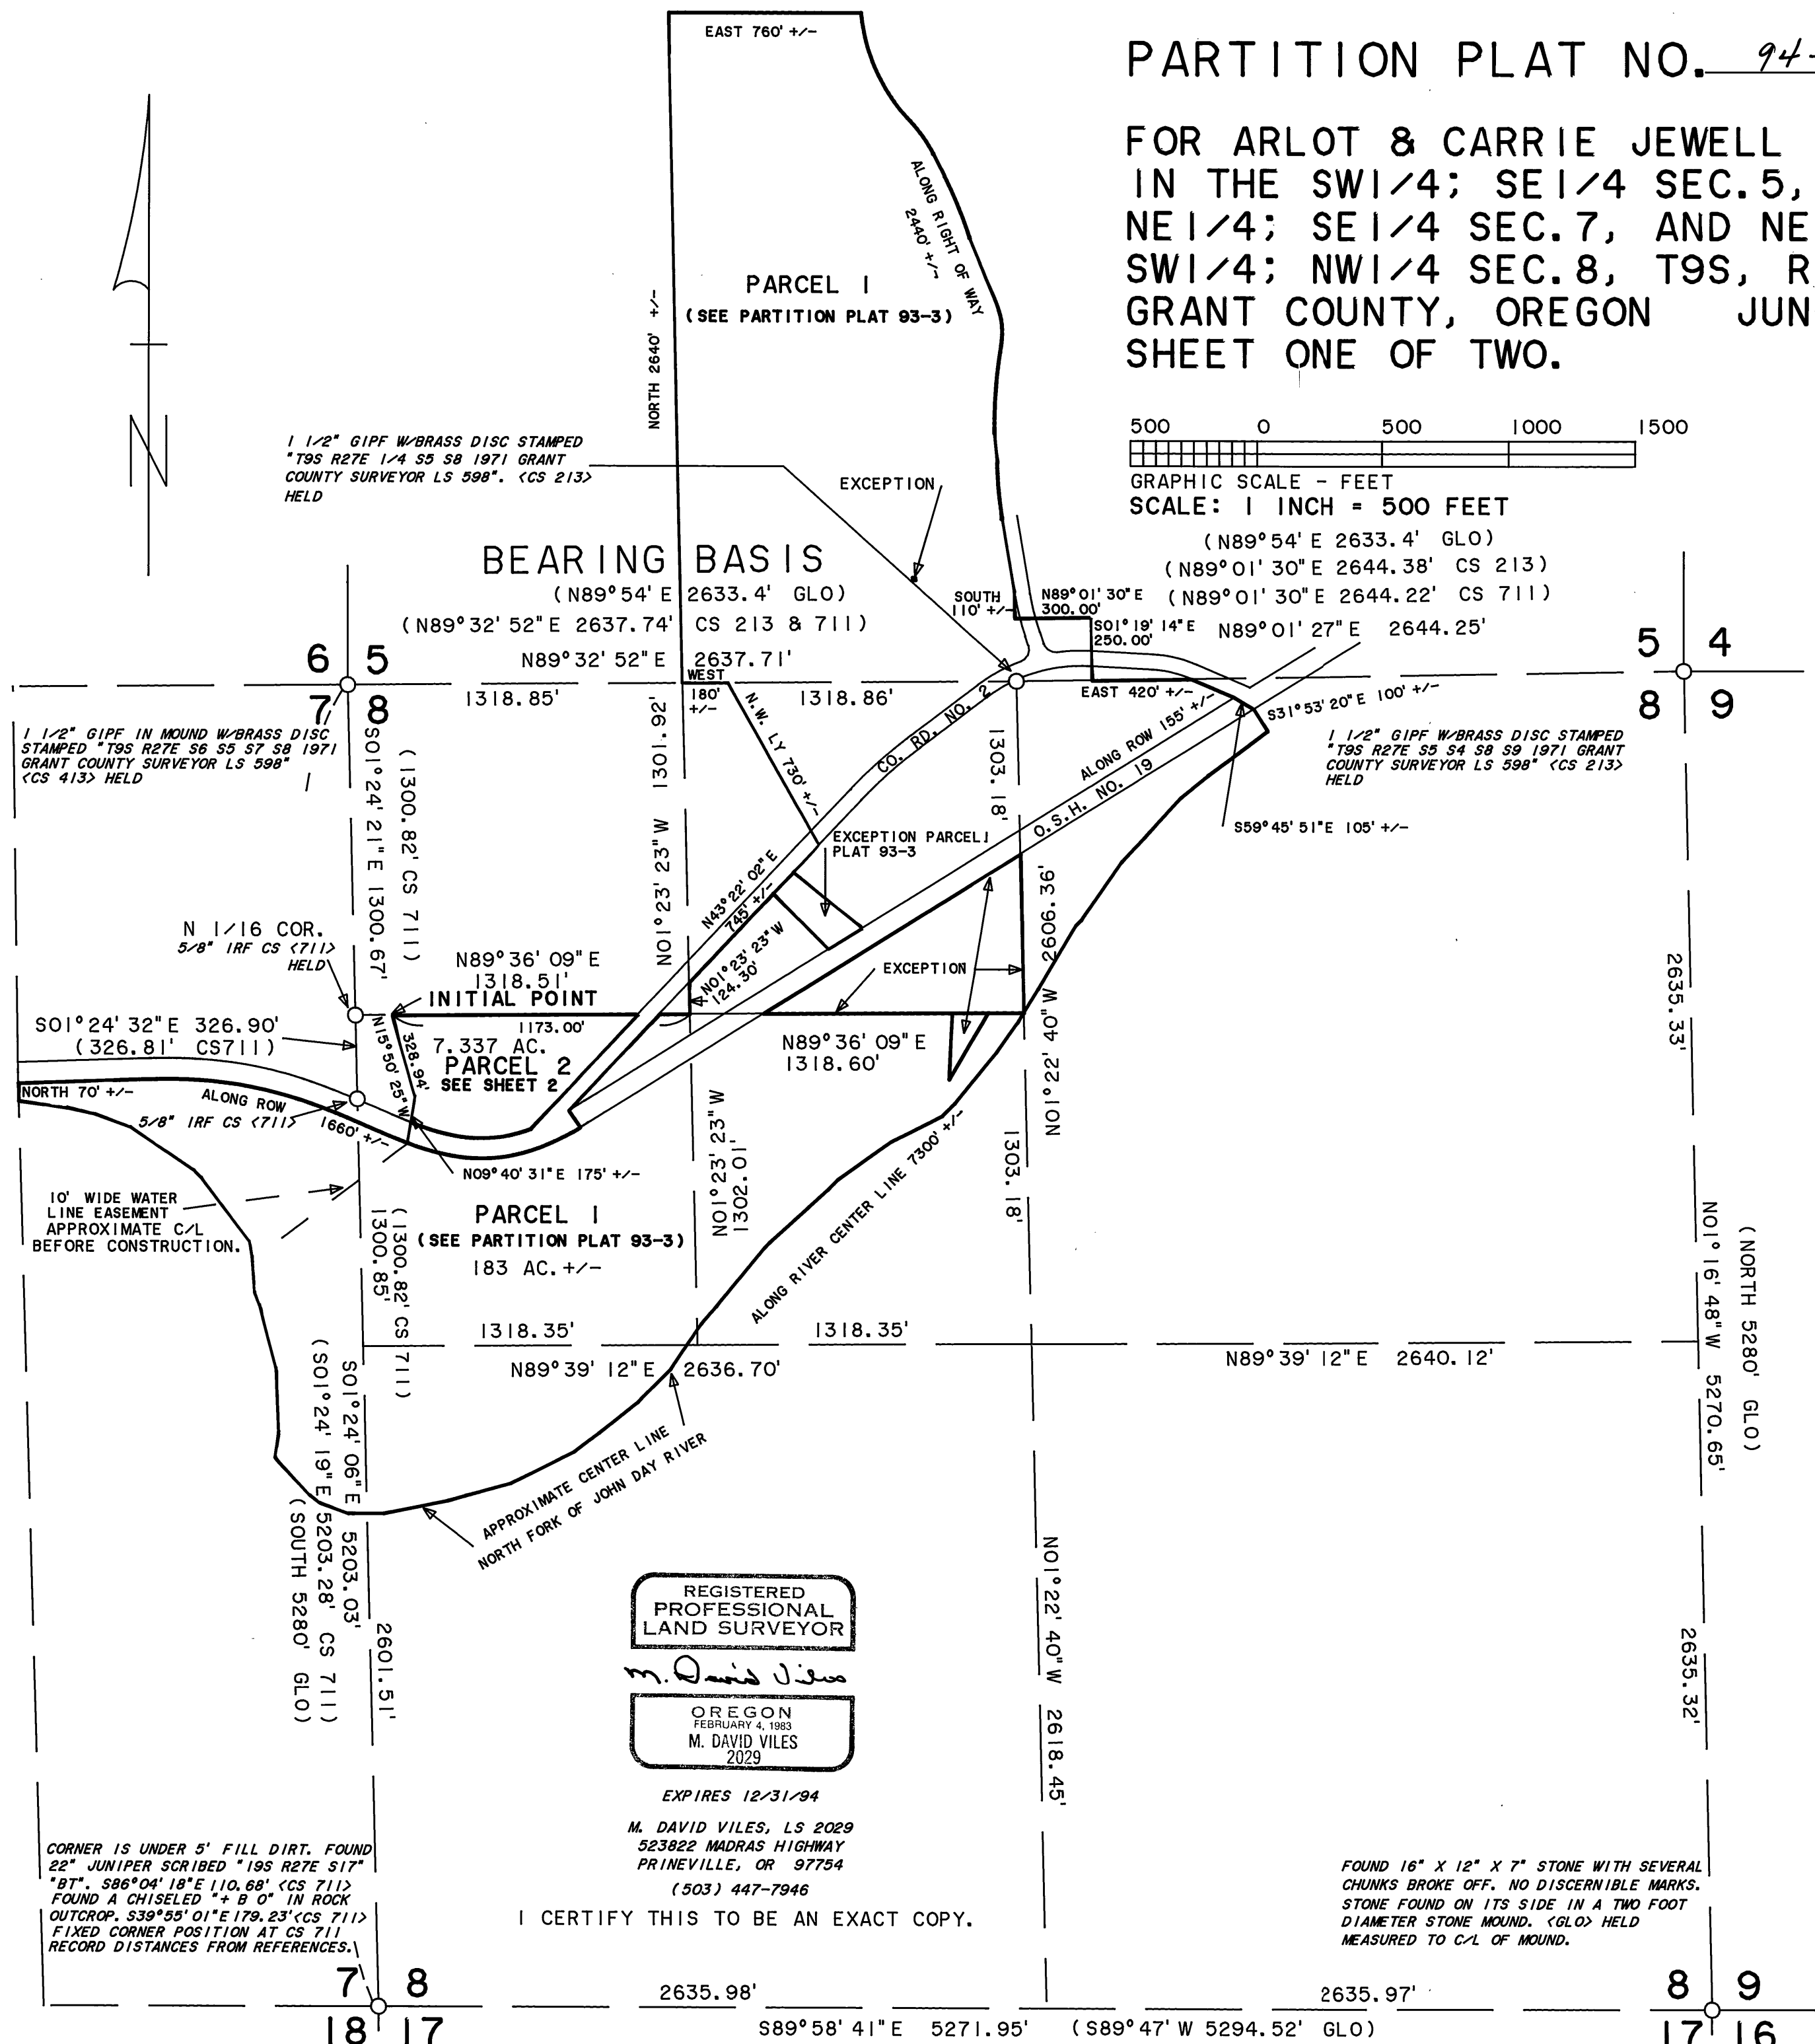 PARTITION PLAT NO. 94-
FOR ARLOT & CARRIE JEWELL
IN THE SW1/4; SE1/4 SEC.5,
NE1/4; SE1/4 SEC.7, AND NE
SW1/4; NW1/4 SEC.8, T9S, R
GRANT COUNTY, OREGON JUN
SHEET ONE OF TWO.
500 0 500 1000 1500
GRAPHIC SCALE - FEET
SCALE: 1 INCH = 500 FEET
(N89°54'E 2633.4' GLO)
(N89°01'30"E 2644.38' CS 213)
(N89°01'30"E 2644.22' CS 711)
N89°01'27"E 2644.25'
EAST 760' +/-
ALONG RIGHT OF WAY
2440' +/-
NORTH 2640' +/-
PARCEL 1
(SEE PARTITION PLAT 93-3)
N
1 1/2" GIPF W/BRASS DISC STAMPED
"T9S R27E 1/4 S5 S8 1971 GRANT
COUNTY SURVEYOR LS 598". <CS 213>
HELD
EXCEPTION
BEARING BASIS
(N89°54'E 2633.4' GLO)
(N89°32'52"E 2637.74' CS 213 & 711)
N89°32'52"E 2637.71'
SOUTH
110' +/-
N89°01'30"E
300.00'
S01°19'14"E
250.00'
6 5
7 8
5 4
8 9
1318.85'
WEST
180'
+/-
1318.86'
EAST 420' +/-
N.W. LY 730' +/-
CO. RD. NO. 2
ALONG ROW 155' +/-
S31°53'20"E 100' +/-
O.S.H. NO. 19
S59°45'51"E 105' +/-
1 1/2" GIPF IN MOUND W/BRASS DISC
STAMPED "T9S R27E S6 S5 S7 S8 1971
GRANT COUNTY SURVEYOR LS 598"
<CS 413> HELD
1 1/2" GIPF W/BRASS DISC STAMPED
"T9S R27E S5 S4 S8 S9 1971 GRANT
COUNTY SURVEYOR LS 598" <CS 213>
HELD
S01°24'21"E 1300.67'
(1300.82' CS 711)
N01°23'23"W 1301.92'
1303.18'
EXCEPTION PARCEL 1
PLAT 93-3
N43°22'02"E
745' +/-
N01°23'23"W
124.30'
EXCEPTION
N01°22'40"W 2606.36'
N 1/16 COR.
5/8" IRF CS <711>
HELD
N89°36'09"E
1318.51'
INITIAL POINT
1173.00'
S01°24'32"E 326.90'
(326.81' CS711)
N15°50'25"W
328.94'
7.337 AC.
PARCEL 2
SEE SHEET 2
N89°36'09"E
1318.60'
NORTH 70' +/-
ALONG ROW
1660' +/-
5/8" IRF CS <711>
N09°40'31"E 175' +/-
10' WIDE WATER
LINE EASEMENT
APPROXIMATE C/L
BEFORE CONSTRUCTION.
PARCEL 1
(SEE PARTITION PLAT 93-3)
183 AC.+/-
N01°23'23"W
1302.01'
1303.18'
ALONG RIVER CENTER LINE 7300' +/-
(1300.82' CS 711)
1300.85'
1318.35'
1318.35'
N89°39'12"E 2636.70'
N89°39'12"E 2640.12'
2635.33'
N01°16'48"W 5270.65'
(NORTH 5280' GLO)
APPROXIMATE CENTER LINE
NORTH FORK OF JOHN DAY RIVER
S01°24'06"E 5203.03'
(S01°24'19"E 5203.28' CS 711)
(SOUTH 5280' GLO)
2601.51'
N01°22'40"W 2618.45'
2635.32'
REGISTERED
PROFESSIONAL
LAND SURVEYOR
M. David Viles
OREGON
FEBRUARY 4, 1983
M. DAVID VILES
2029
EXPIRES 12/31/94
M. DAVID VILES, LS 2029
523822 MADRAS HIGHWAY
PRINEVILLE, OR 97754
(503) 447-7946
I CERTIFY THIS TO BE AN EXACT COPY.
CORNER IS UNDER 5' FILL DIRT. FOUND
22" JUNIPER SCRIBED "19S R27E S17"
"BT". S86°04'18"E 110.68' <CS 711>
FOUND A CHISELED "+ B O" IN ROCK
OUTCROP. S39°55'01"E 179.23'<CS 711>
FIXED CORNER POSITION AT CS 711
RECORD DISTANCES FROM REFERENCES.
FOUND 16" X 12" X 7" STONE WITH SEVERAL
CHUNKS BROKE OFF. NO DISCERNIBLE MARKS.
STONE FOUND ON ITS SIDE IN A TWO FOOT
DIAMETER STONE MOUND. <GLO> HELD
MEASURED TO C/L OF MOUND.
7 8
18 17
2635.98'
2635.97'
S89°58'41"E 5271.95' (S89°47'W 5294.52' GLO)
8 9
17 16